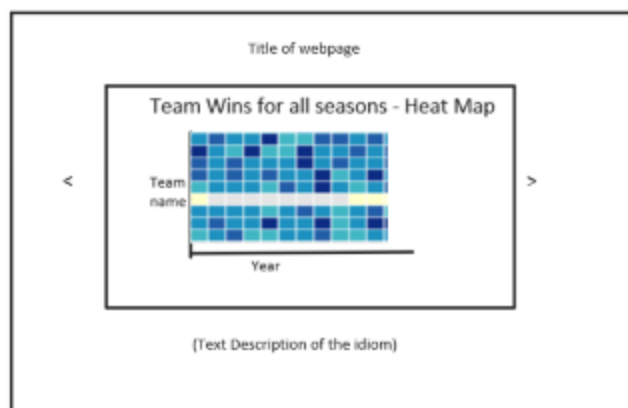 Title of webpage
Team Wins for all seasons - Heat Map
<
Team
name
>
Year
(Text Description of the idiom)